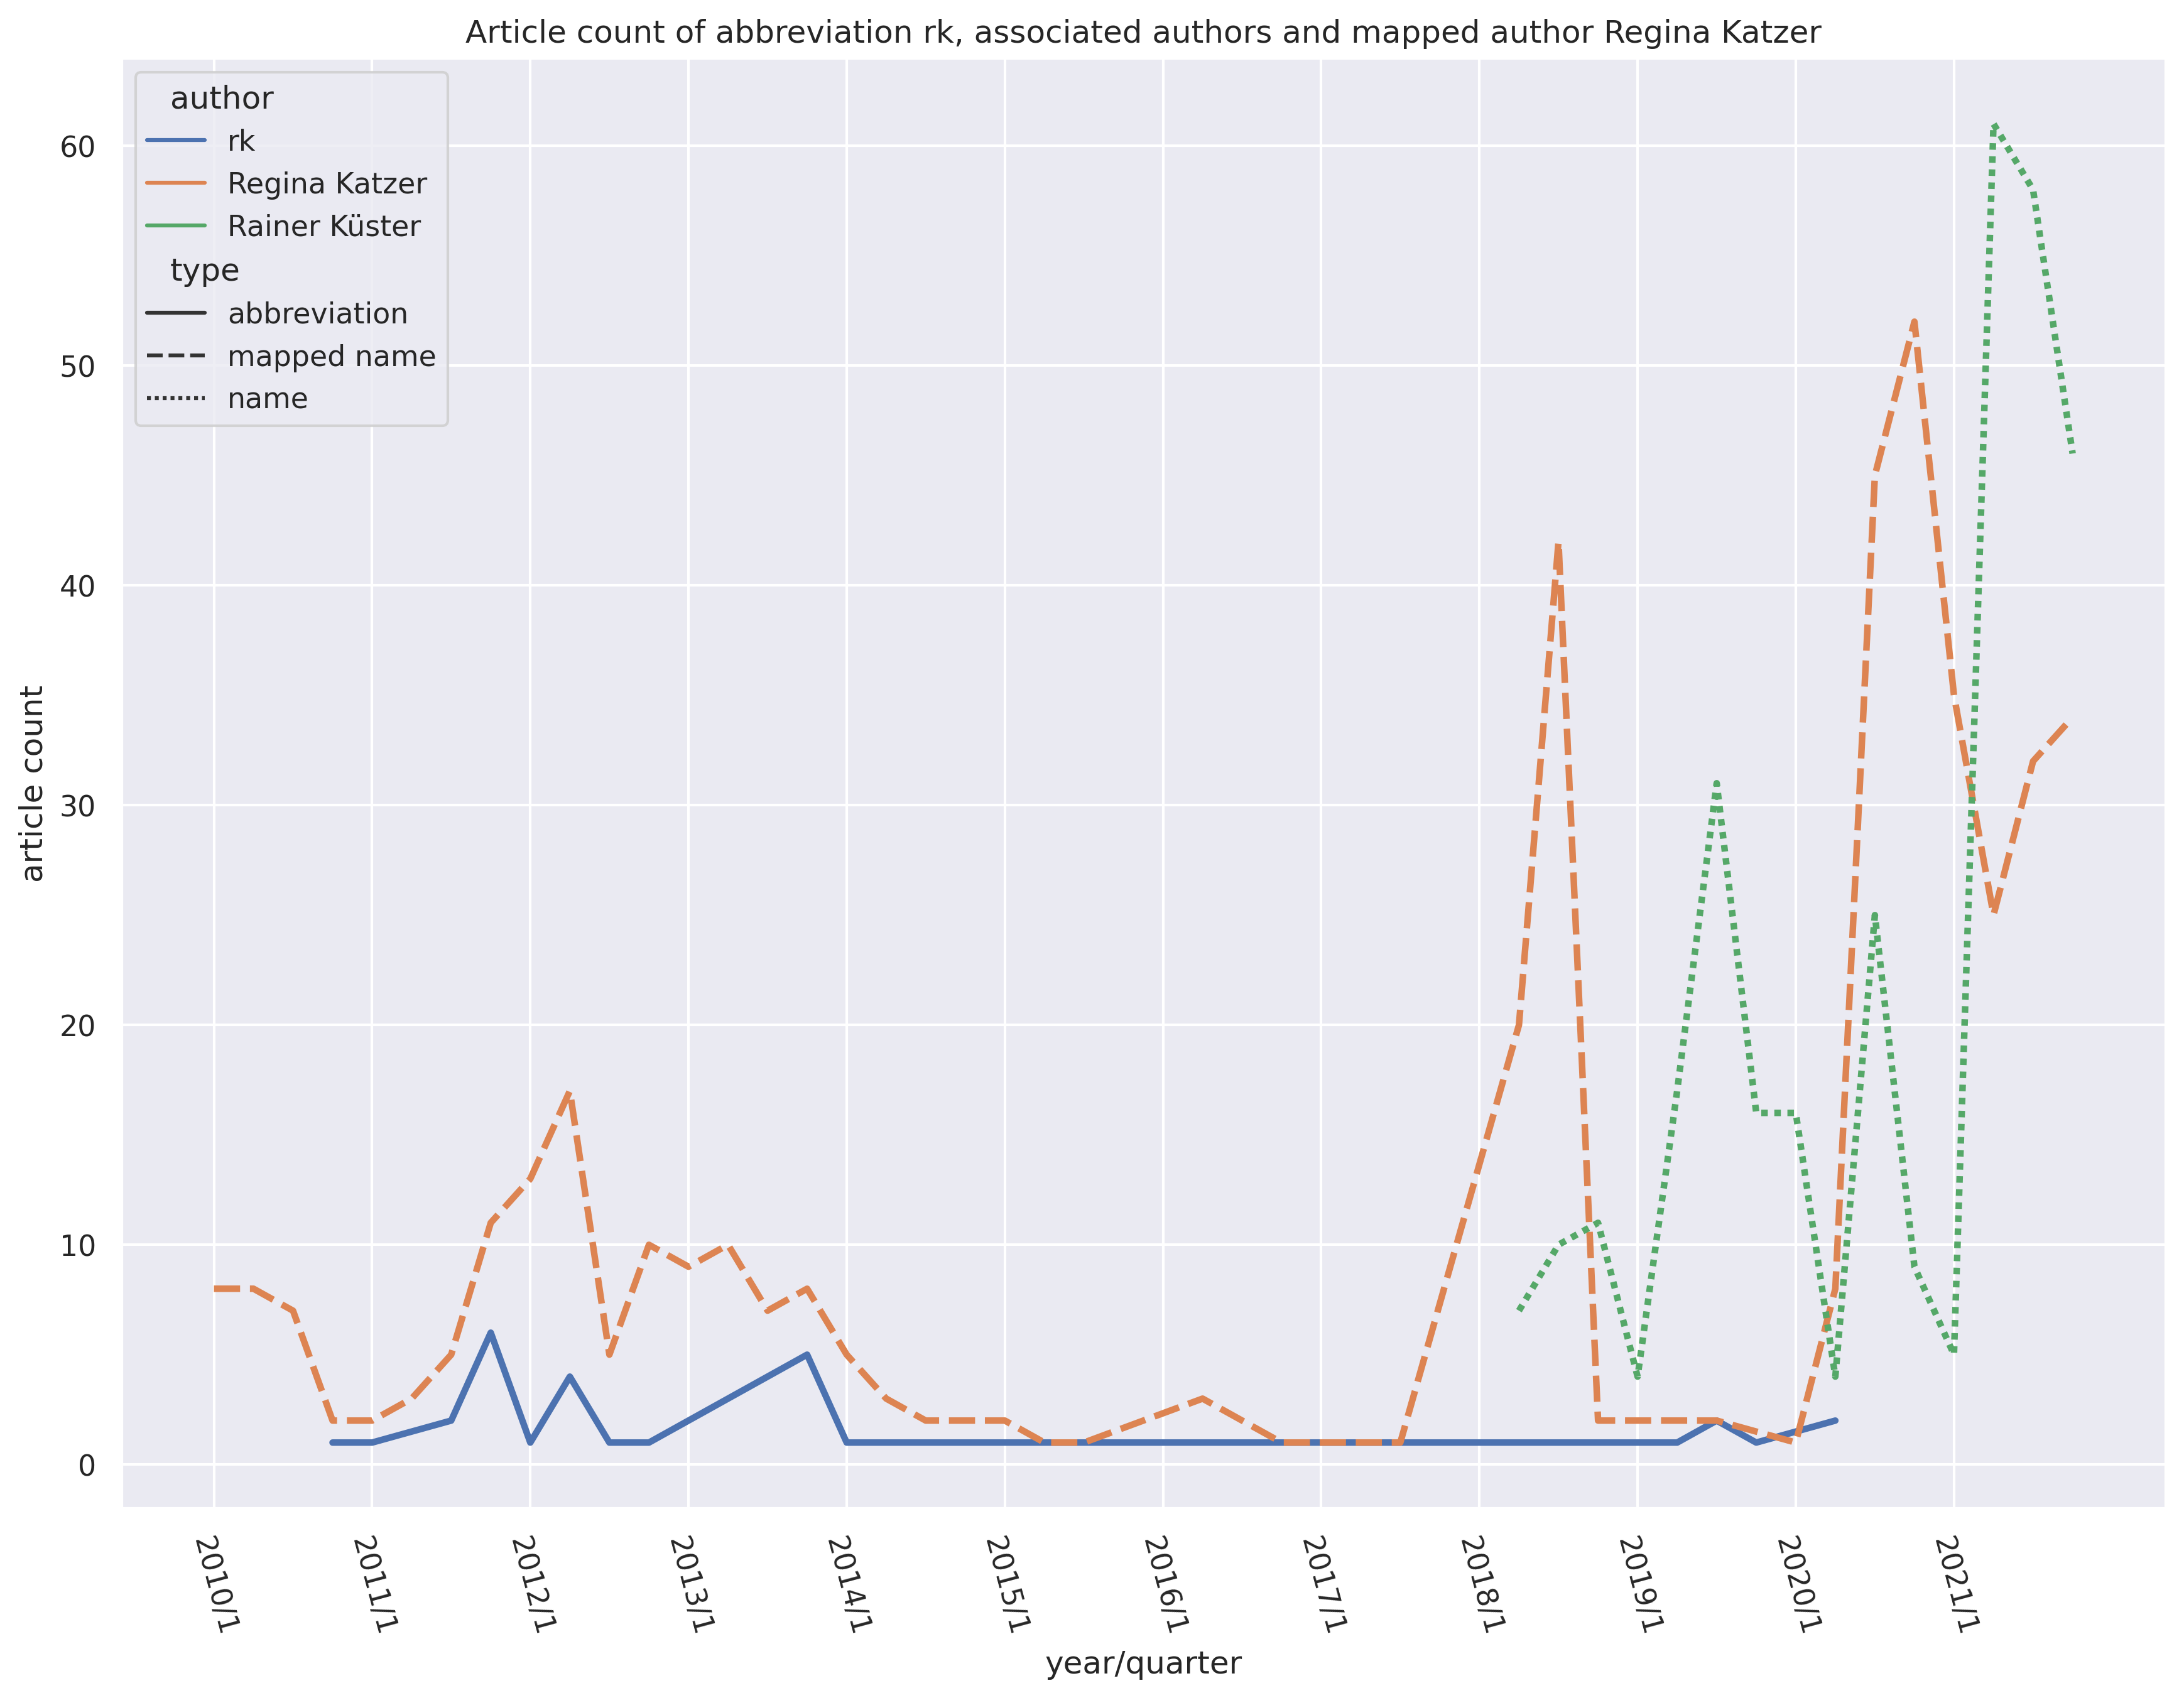 Article count of abbreviation rk, associated authors and mapped author Regina Katzer
author
rk
Regina Katzer
Rainer Küster
type
abbreviation
mapped name
name
article count
60
50
40
30
20
10
0
2010/1
2011/1
2012/1
2013/1
2014/1
2015/1
2016/1
2017/1
2018/1
2019/1
2020/1
2021/1
year/quarter